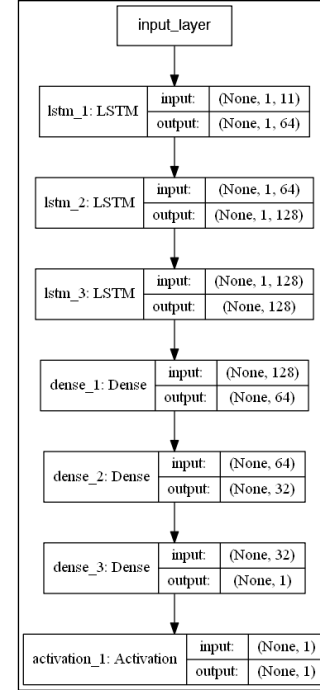 input_layer
lstm_1: LSTM input: (None, 1, 11)
output: (None, 1, 64)
lstm_2: LSTM input: (None, 1, 64)
output: (None, 1, 128)
lstm_3: LSTM input: (None, 1, 128)
output: (None, 128)
dense_1: Dense input: (None, 128)
output: (None, 64)
dense_2: Dense input: (None, 64)
output: (None, 32)
dense_3: Dense input: (None, 32)
output: (None, 1)
activation_1: Activation input: (None, 1)
output: (None, 1)